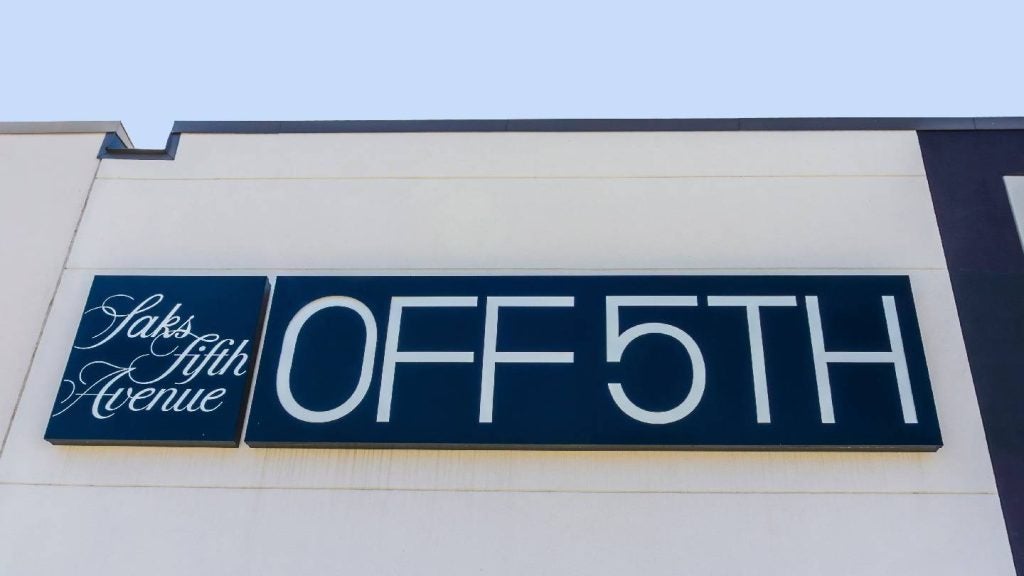 Saks
fifth
Avenue
OFF 5TH